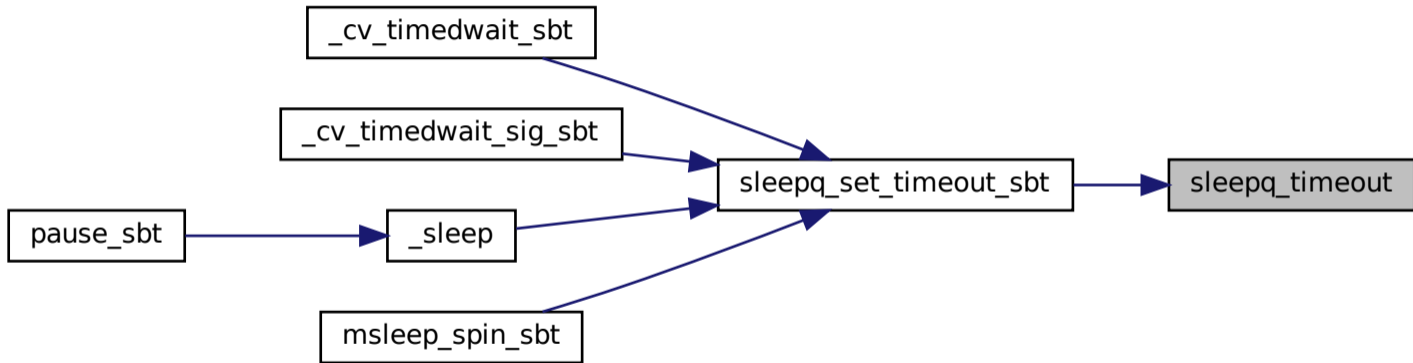 _cv_timedwait_sbt
_cv_timedwait_sig_sbt
sleepq_set_timeout_sbt
sleepq_timeout
pause_sbt
_sleep
msleep_spin_sbt